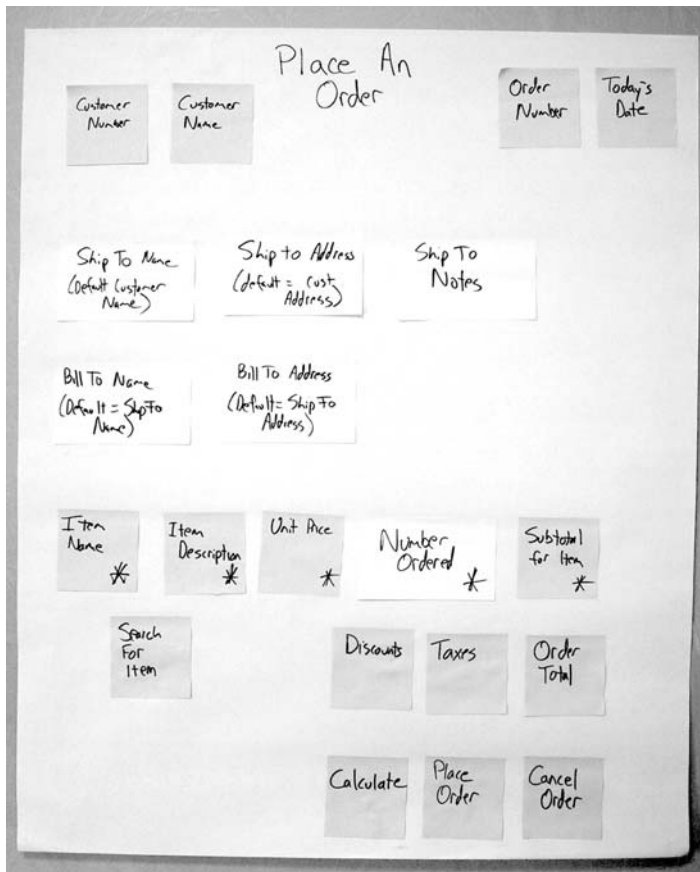 Place An
Order
Customer
Number
Customer
Name
Order
Number
Today's
Date
Ship To Name
(Default Customer
Name)
Ship to Address
(default = Cust
Address)
Ship To
Notes
Bill To Name
(Default = Ship To
Name)
Bill To Address
(Default = Ship To
Address)
Item
Name
*
Item
Description
*
Unit Price
*
Number
Ordered
*
Subtotal
for Item
*
Search
For
Item
Discounts
Taxes
Order
Total
Calculate
Place
Order
Cancel
Order